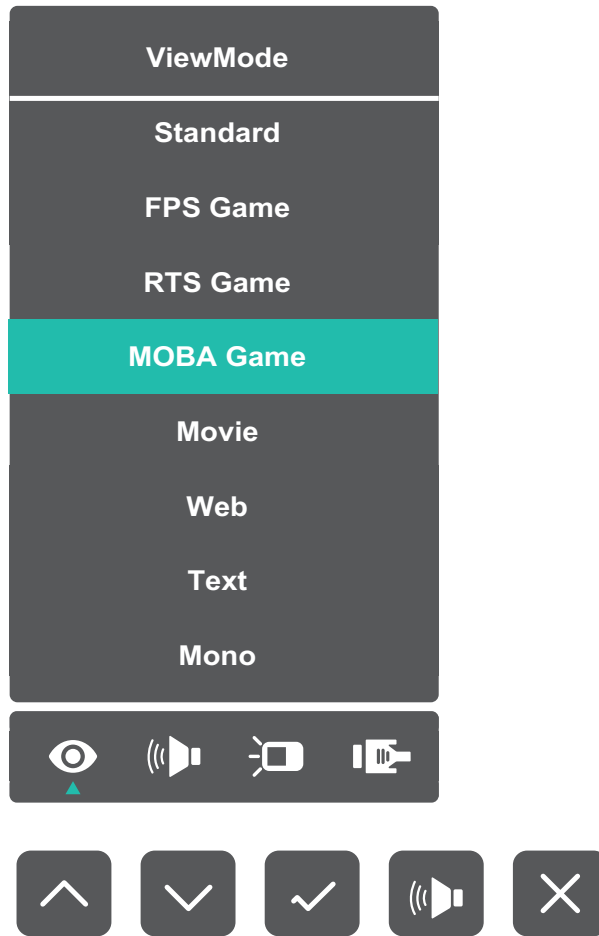 ViewMode
Standard
FPS Game
RTS Game
MOBA Game
Movie
Web
Text
Mono